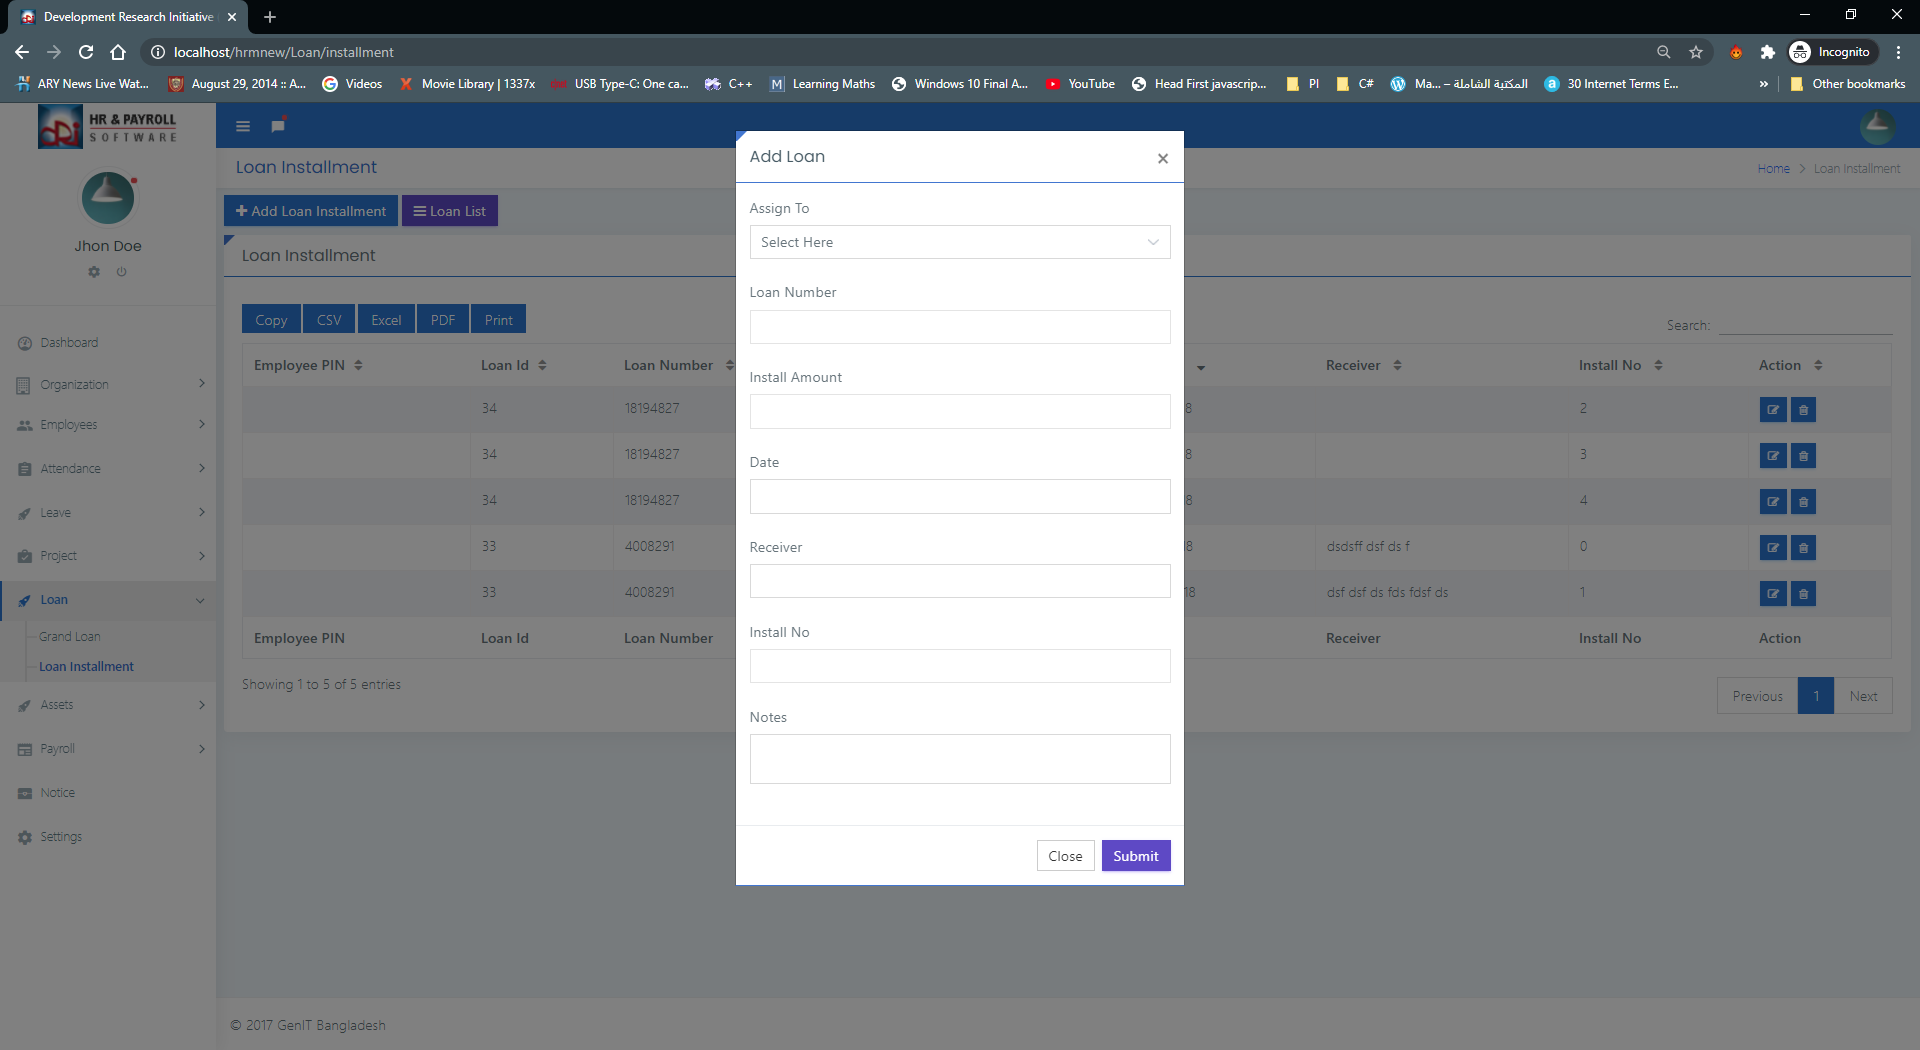 Development Research Initiative
localhost/hrmnew/Loan/installment
Incognito
ARY News Live Wat...
August 29, 2014 :: A...
Videos
Movie Library | 1337x
USB Type-C: One ca...
C++
Learning Maths
Windows 10 Final A...
YouTube
Head First javascrip...
PI
C#
Ma... – المكتبة الشاملة
30 Internet Terms E...
»
Other bookmarks
HR & PAYROLL
SOFTWARE
Jhon Doe
Dashboard
Organization
Employees
Attendance
Leave
Project
Loan
Grand Loan
Loan Installment
Assets
Payroll
Notice
Settings
Loan Installment
Home > Loan Installment
Add Loan Installment
Loan List
Loan Installment
Copy CSV Excel PDF Print
Search:
Employee PIN Loan Id Loan Number Receiver Install No Action
34 18194827 8 2
34 18194827 8 3
34 18194827 8 4
33 4008291 18 dsdsff dsf ds f 0
33 4008291 18 dsf dsf ds fds fdsf ds 1
Employee PIN Loan Id Loan Number Receiver Install No Action
Showing 1 to 5 of 5 entries
Previous 1 Next
Add Loan
×
Assign To
Select Here
Loan Number
Install Amount
Date
Receiver
Install No
Notes
Close Submit
© 2017 GenIT Bangladesh